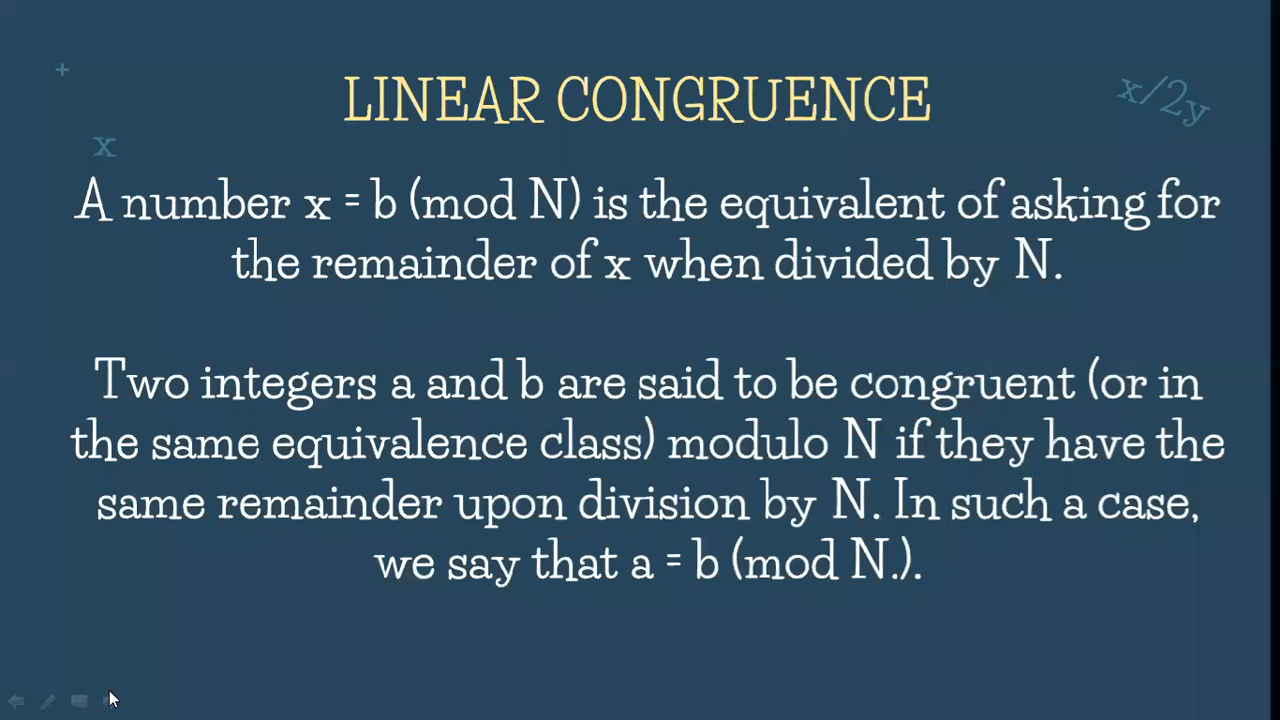 +
x/2y
LINEAR CONGRUENCE
x
A number x = b (mod N) is the equivalent of asking for
the remainder of x when divided by N.
Two integers a and b are said to be congruent (or in
the same equivalence class) modulo N if they have the
same remainder upon division by N. In such a case,
we say that a = b (mod N.).